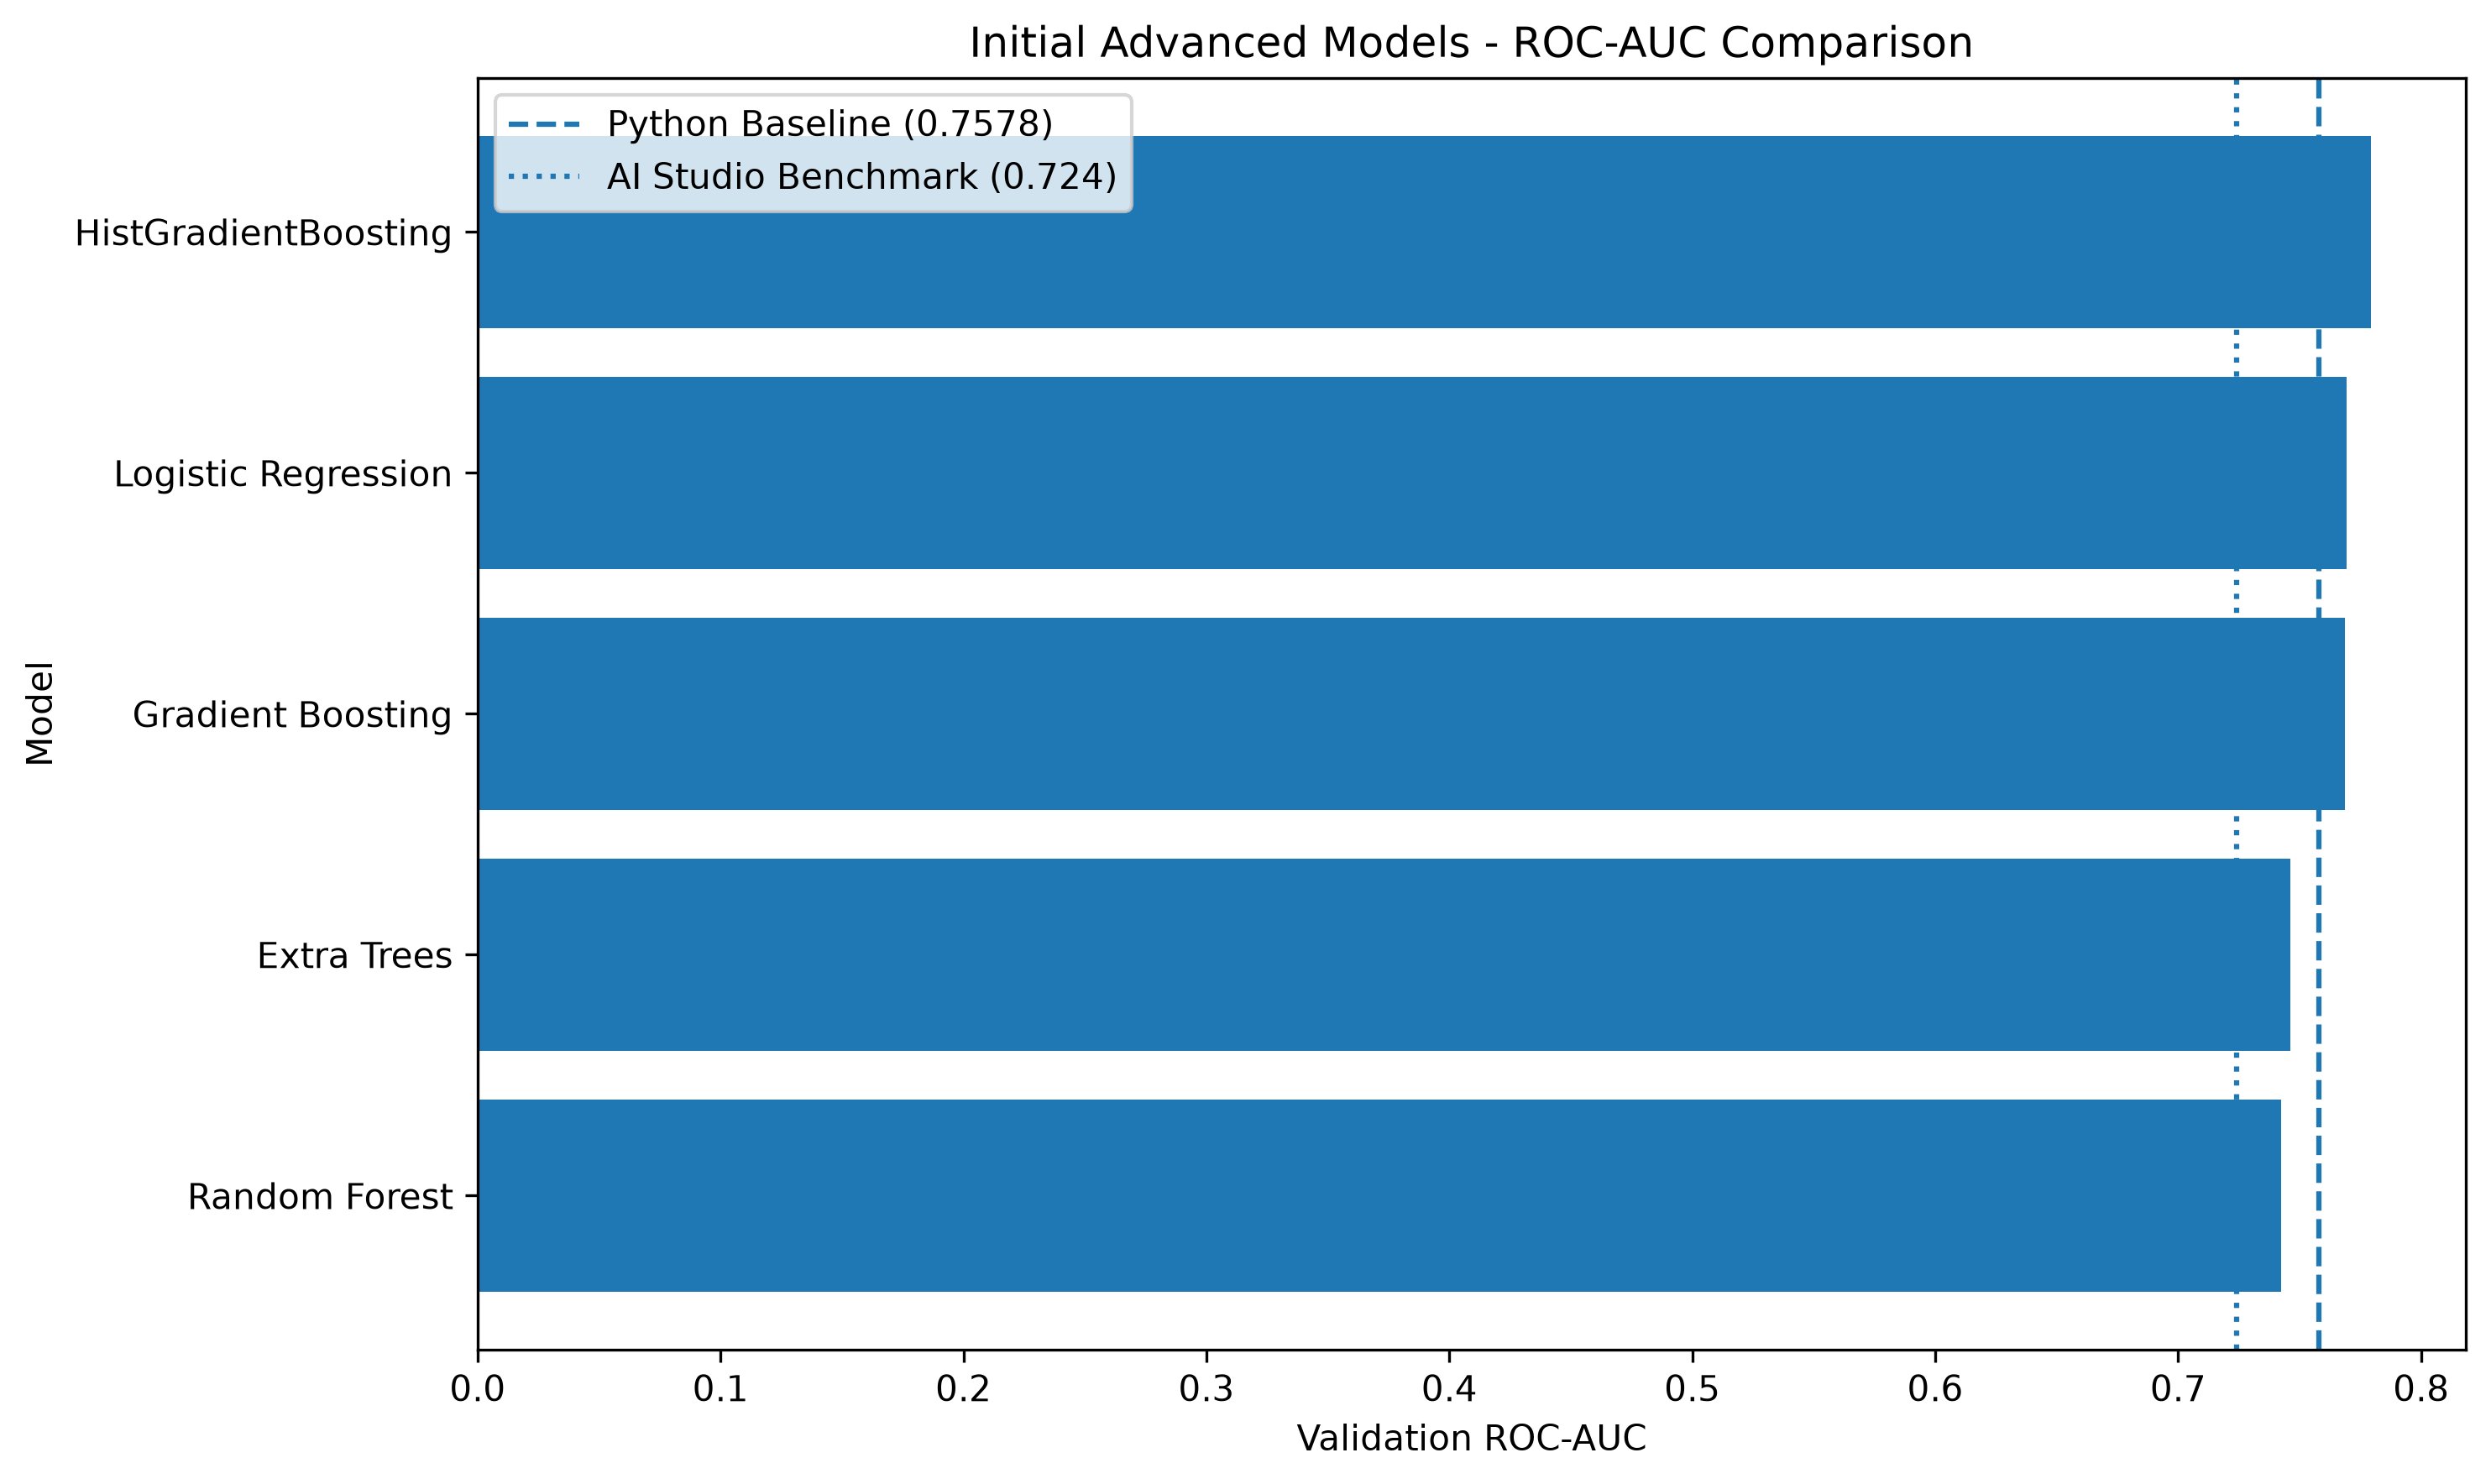 Initial Advanced Models - ROC-AUC Comparison
Python Baseline (0.7578)
AI Studio Benchmark (0.724)
Model
HistGradientBoosting
Logistic Regression
Gradient Boosting
Extra Trees
Random Forest
0.0 0.1 0.2 0.3 0.4 0.5 0.6 0.7 0.8
Validation ROC-AUC